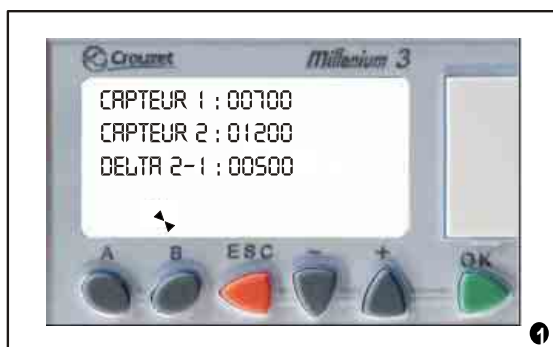 Crouzet
Millenium 3
CAPTEUR 1 : 00700
CAPTEUR 2 : 01200
DELTA 2-1 : 00500
A B ESC - + OK
1